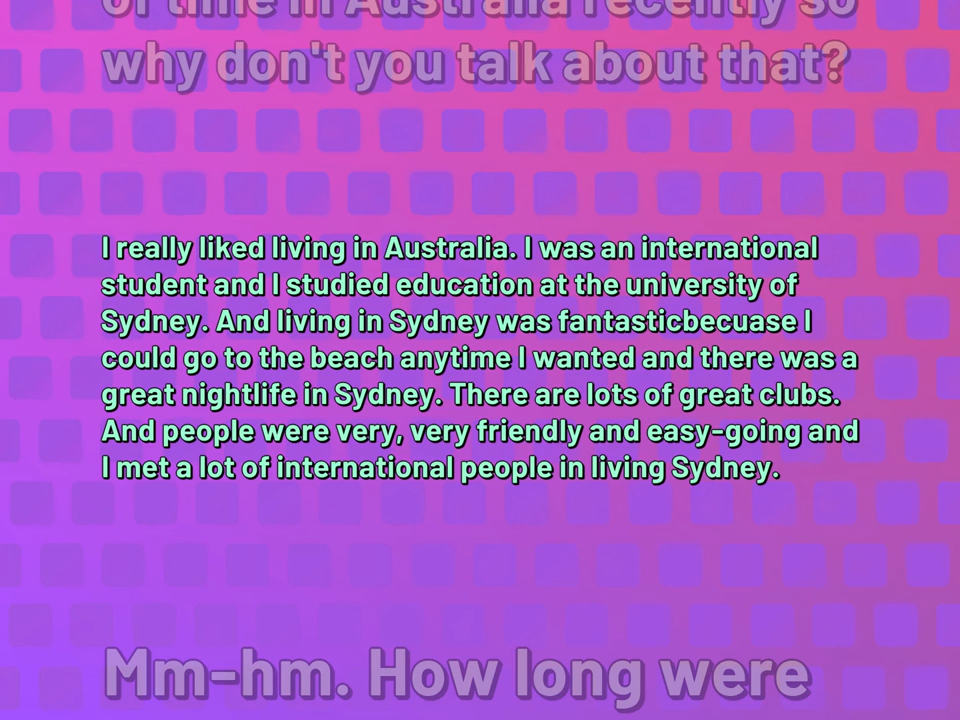 of time in Australia recently so
why don't you talk about that?
I really liked living in Australia. I was an international
student and I studied education at the university of
Sydney. And living in Sydney was fantasticbecuase I
could go to the beach anytime I wanted and there was a
great nightlife in Sydney. There are lots of great clubs.
And people were very, very friendly and easy-going and
I met a lot of international people in living Sydney.
Mm-hm. How long were